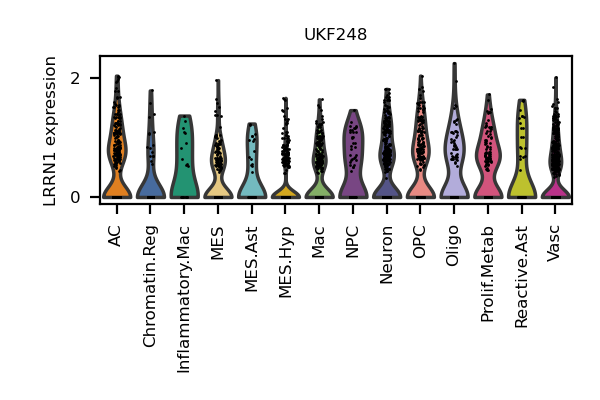 UKF248
LRRN1 expression
2
0
AC
Chromatin.Reg
Inflammatory.Mac
MES
MES.Ast
MES.Hyp
Mac
NPC
Neuron
OPC
Oligo
Prolif.Metab
Reactive.Ast
Vasc